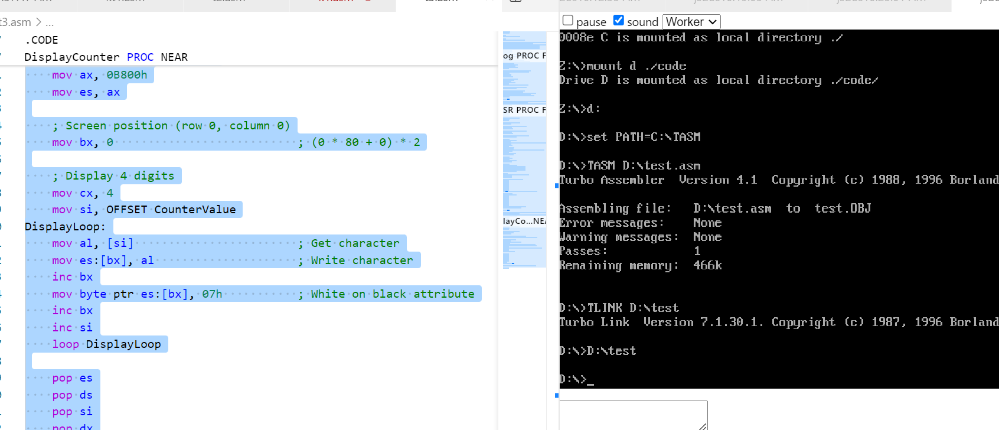 t3.asm > ...
.CODE
DisplayCounter PROC NEAR
mov ax, 0B800h
mov es, ax
; Screen position (row 0, column 0)
mov bx, 0 ; (0 * 80 + 0) * 2
; Display 4 digits
mov cx, 4
mov si, OFFSET CounterValue
DisplayLoop:
mov al, [si] ; Get character
mov es:[bx], al ; Write character
inc bx
mov byte ptr es:[bx], 07h ; White on black attribute
inc bx
inc si
loop DisplayLoop
pop es
pop ds
pop si
pop dx
og PROC F
SR PROC F
layCo...NEA
pause sound Worker
0008e C is mounted as local directory ./
Z:\>mount d ./code
Drive D is mounted as local directory ./code/
Z:\>d:
D:\>set PATH=C:\TASM
D:\>TASM D:\test.asm
Turbo Assembler Version 4.1 Copyright (c) 1988, 1996 Borland
Assembling file: D:\test.asm to test.OBJ
Error messages: None
Warning messages: None
Passes: 1
Remaining memory: 466k
D:\>TLINK D:\test
Turbo Link Version 7.1.30.1. Copyright (c) 1987, 1996 Borland
D:\>D:\test
D:\>_